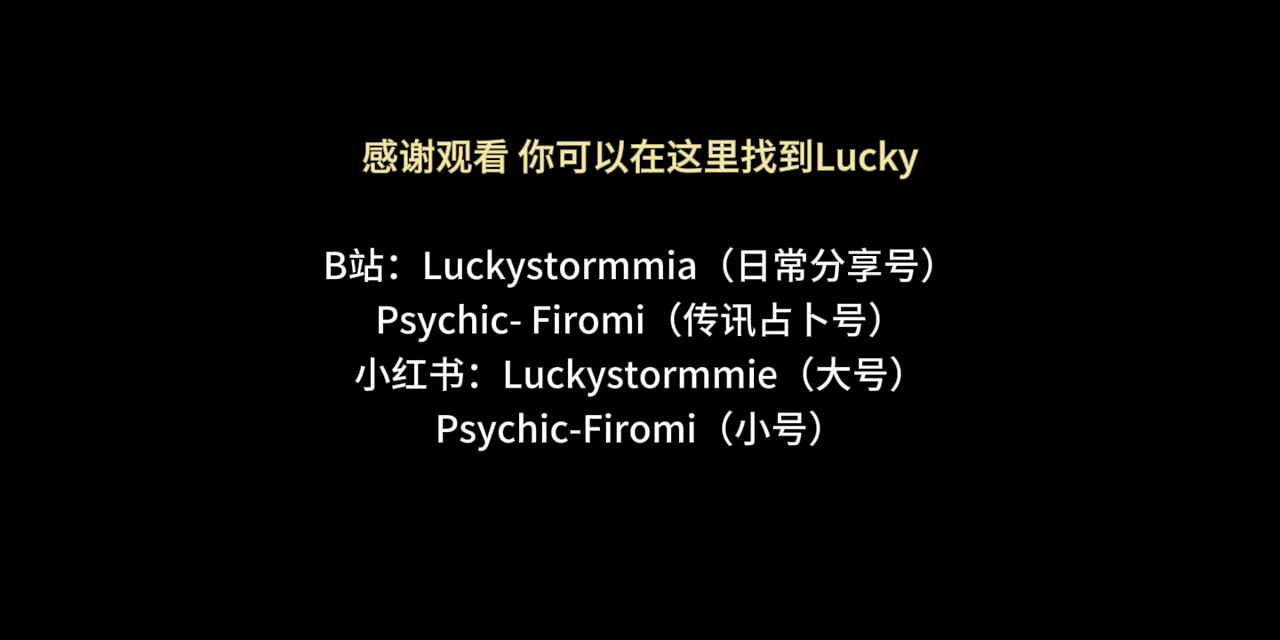 感谢观看 你可以在这里找到Lucky
B站：Luckystormmia（日常分享号）
Psychic- Firomi（传讯占卜号）
小红书：Luckystormmie（大号）
Psychic-Firomi（小号）